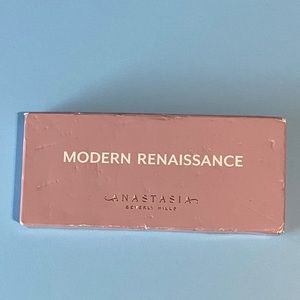 MODERN RENAISSANCE
ANASTASIA
BEVERLY HILLS